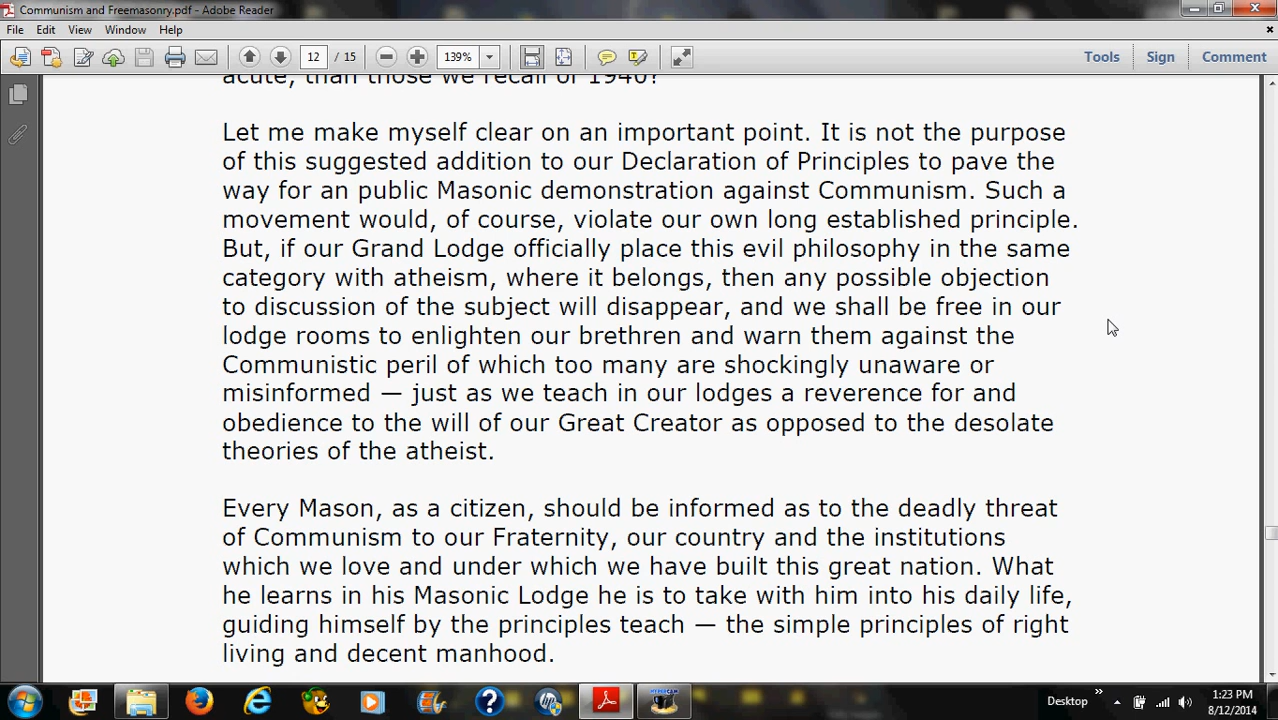 Communism and Freemasonry.pdf - Adobe Reader
File Edit View Window Help
12 / 15 139% Tools Sign Comment
acute, than those we recall of 1940?
Let me make myself clear on an important point. It is not the purpose
of this suggested addition to our Declaration of Principles to pave the
way for an public Masonic demonstration against Communism. Such a
movement would, of course, violate our own long established principle.
But, if our Grand Lodge officially place this evil philosophy in the same
category with atheism, where it belongs, then any possible objection
to discussion of the subject will disappear, and we shall be free in our
lodge rooms to enlighten our brethren and warn them against the
Communistic peril of which too many are shockingly unaware or
misinformed — just as we teach in our lodges a reverence for and
obedience to the will of our Great Creator as opposed to the desolate
theories of the atheist.
Every Mason, as a citizen, should be informed as to the deadly threat
of Communism to our Fraternity, our country and the institutions
which we love and under which we have built this great nation. What
he learns in his Masonic Lodge he is to take with him into his daily life,
guiding himself by the principles teach — the simple principles of right
living and decent manhood.
HYPERCAM
Desktop 1:23 PM
8/12/2014